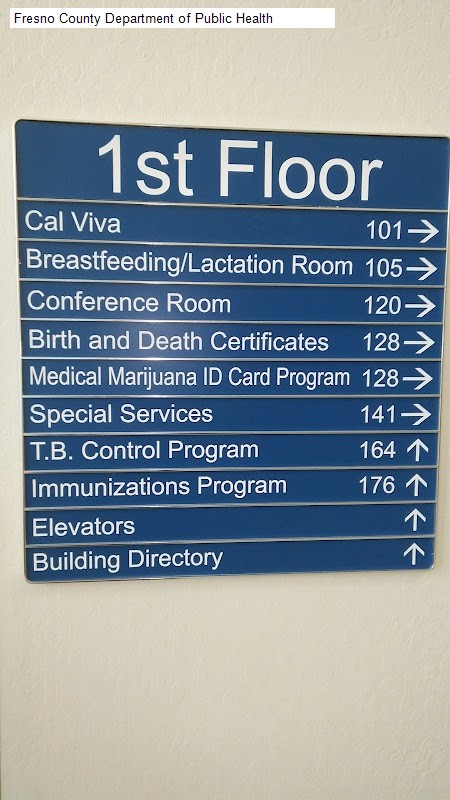 Fresno County Department of Public Health
1st Floor
Cal Viva 101→
Breastfeeding/Lactation Room 105→
Conference Room 120→
Birth and Death Certificates 128→
Medical Marijuana ID Card Program 128→
Special Services 141→
T.B. Control Program 164 ↑
Immunizations Program 176 ↑
Elevators ↑
Building Directory ↑